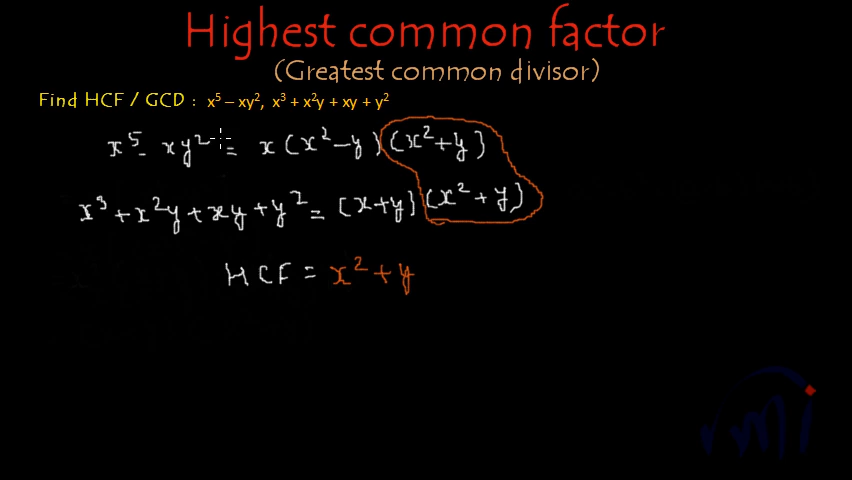 Highest common factor
(Greatest common divisor)
Find HCF / GCD : x⁵ – xy², x³ + x²y + xy + y²
x⁵ - xy² = x (x² - y) (x² + y)
x³ + x²y + xy + y² = (x + y) (x² + y)
HCF = x² + y
vmi